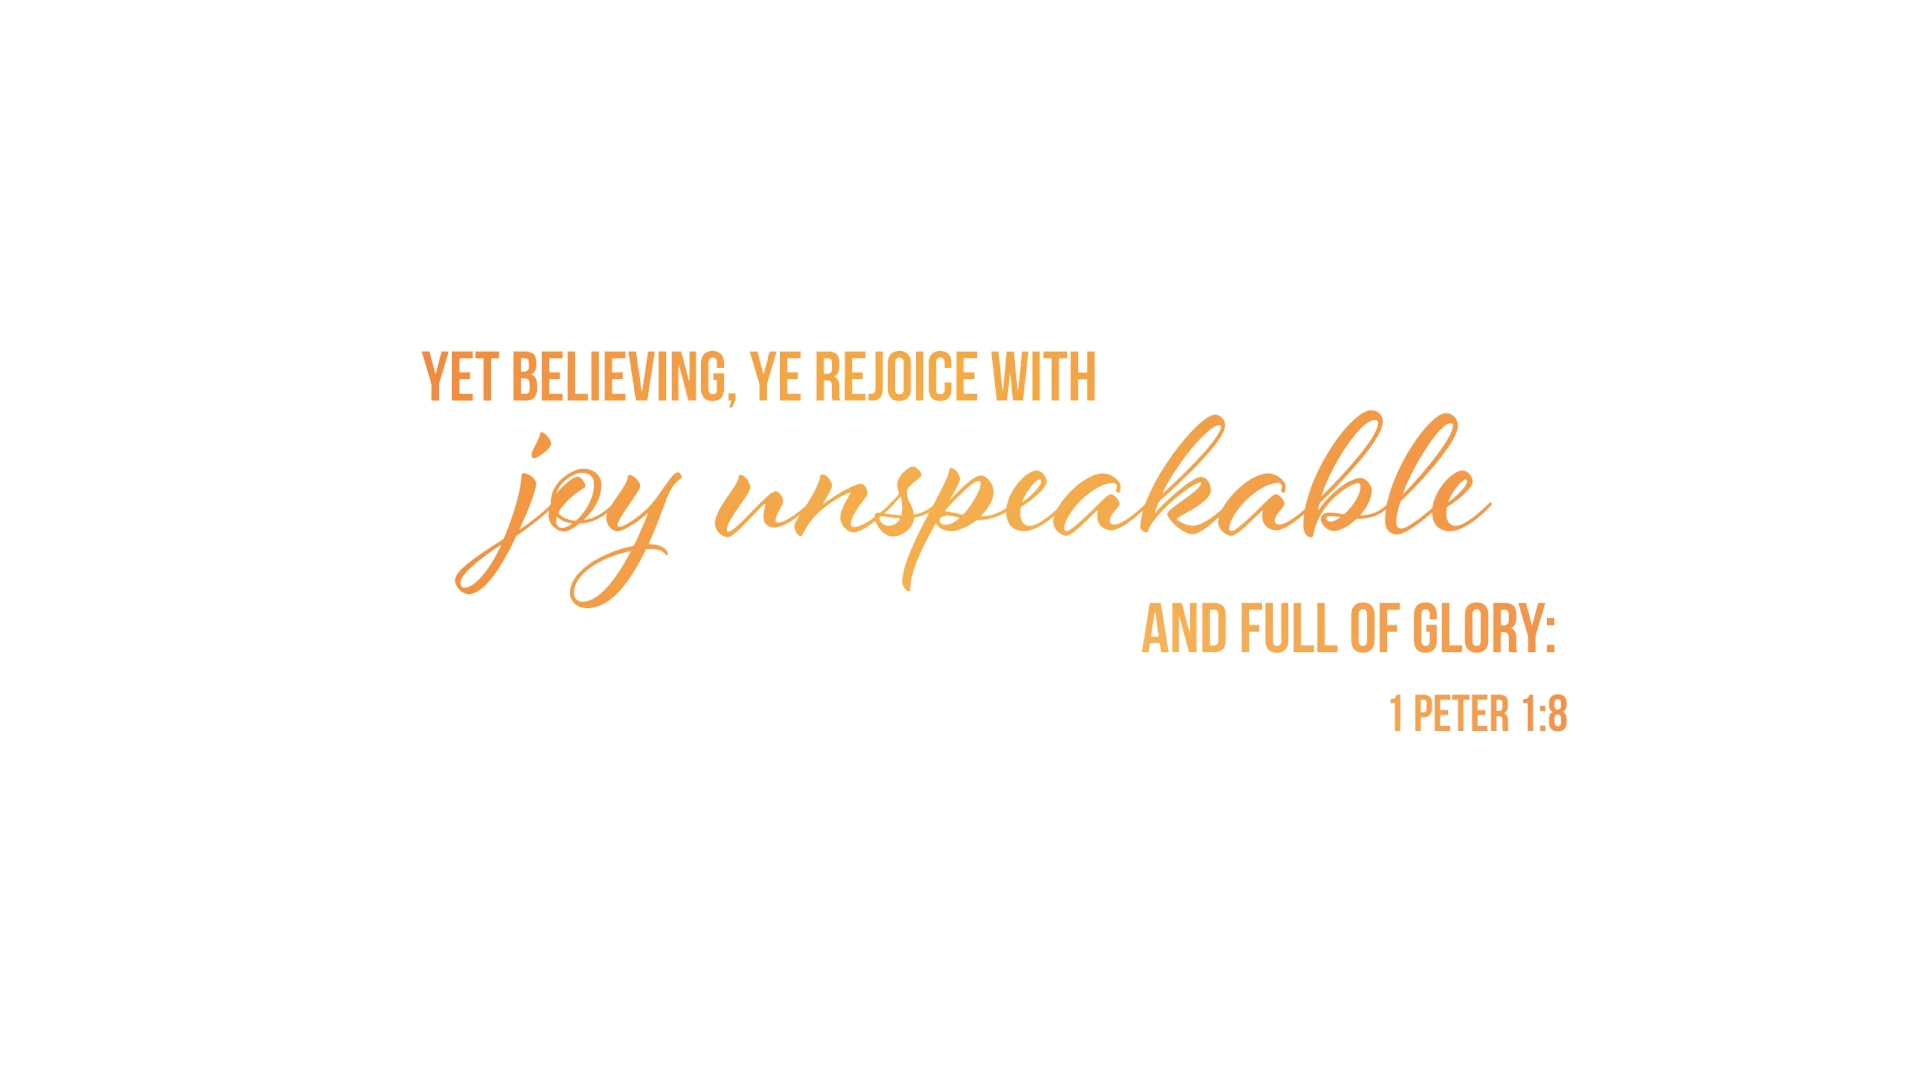 YET BELIEVING, YE REJOICE WITH
joy unspeakable
AND FULL OF GLORY:
1 PETER 1:8